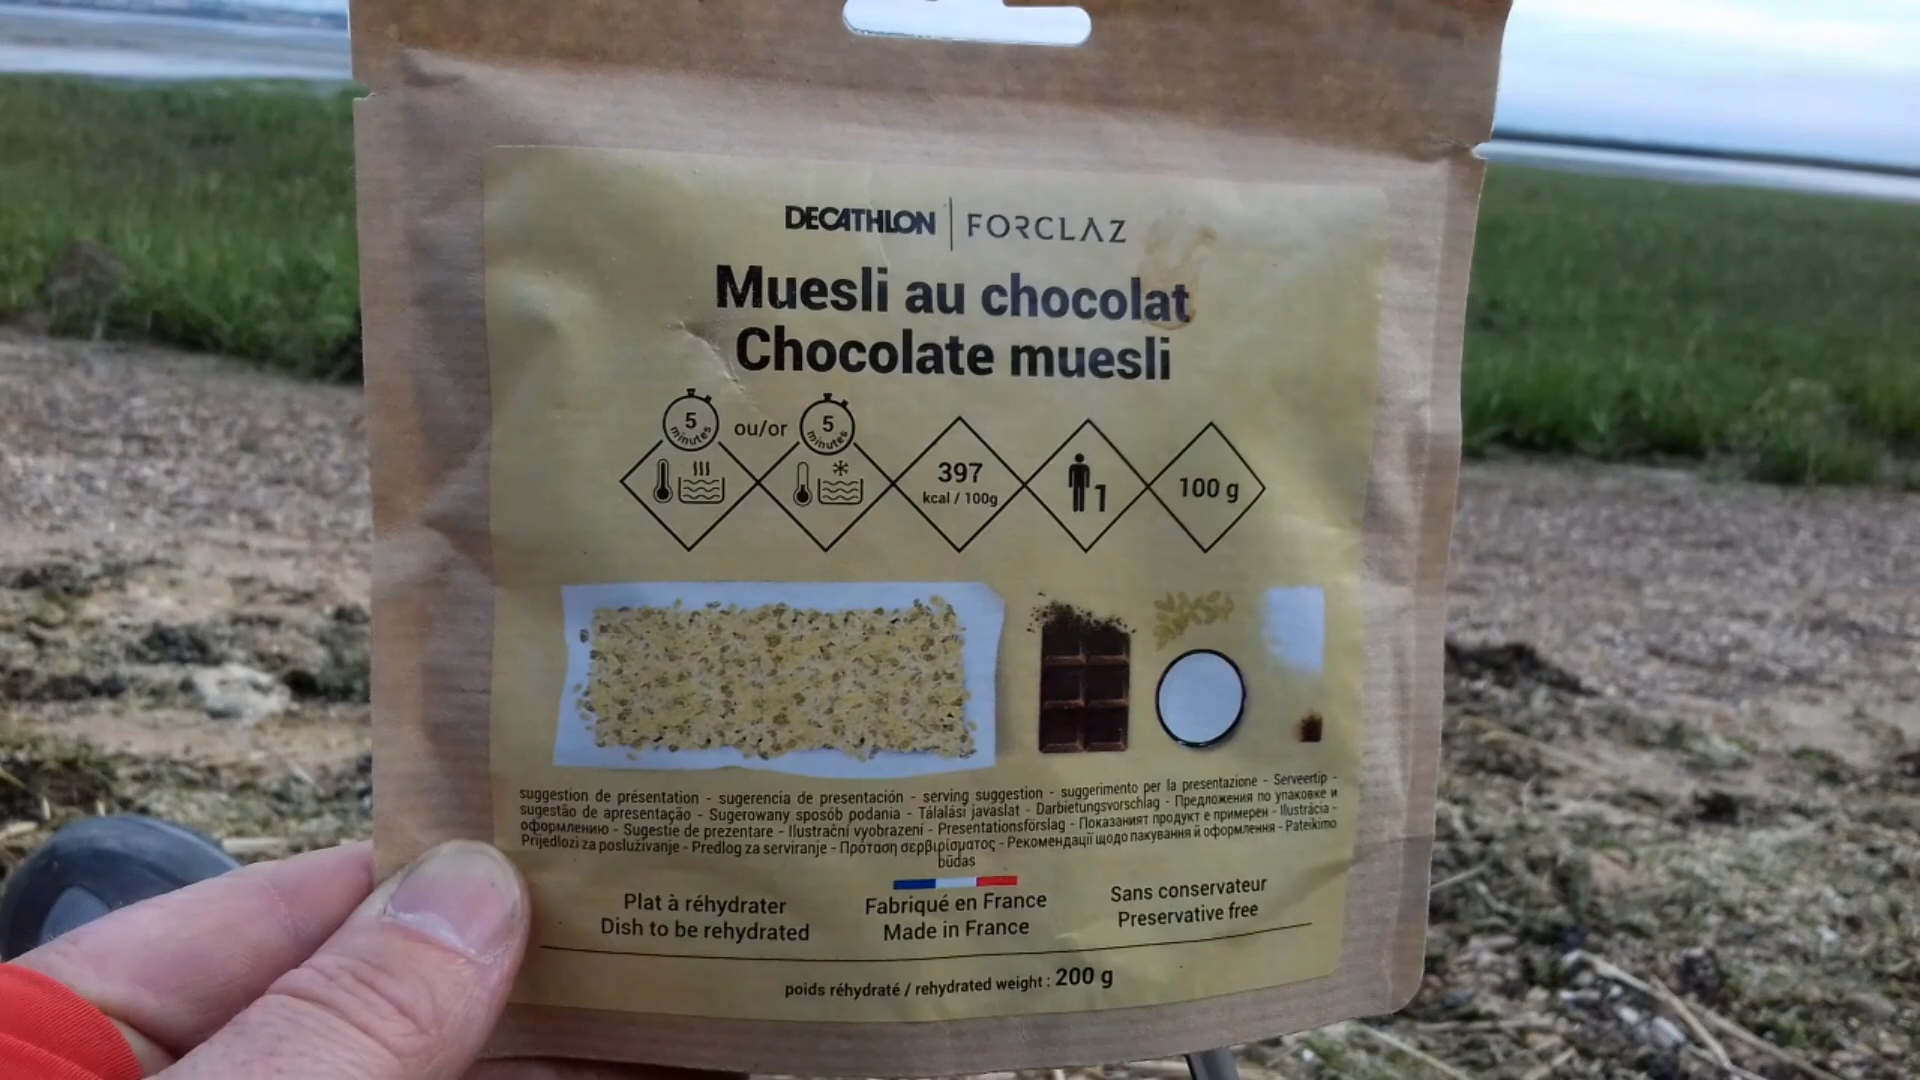 DECATHLON | FORCLAZ
Muesli au chocolat
Chocolate muesli
5 minutes ou/or 5 minutes
397 kcal / 100g
1
100 g
suggestion de présentation - sugerencia de presentación - serving suggestion - suggerimento per la presentazione - Serveertip -
sugestão de apresentação - Sugerowany sposób podania - Tálalási javaslat - Darbietungsvorschlag - Предложения по упаковке и
оформлению - Sugestie de prezentare - Ilustrační vyobrazení - Presentationsförslag - Показаният продукт е примерен - Ilustrácia -
Prijedlozi za posluživanje - Predlog za serviranje - Πρόταση σερβιρίσματος - Рекомендації щодо пакування й оформлення - Pateikimo
būdas
Plat à réhydrater
Dish to be rehydrated
Fabriqué en France
Made in France
Sans conservateur
Preservative free
poids réhydraté / rehydrated weight : 200 g